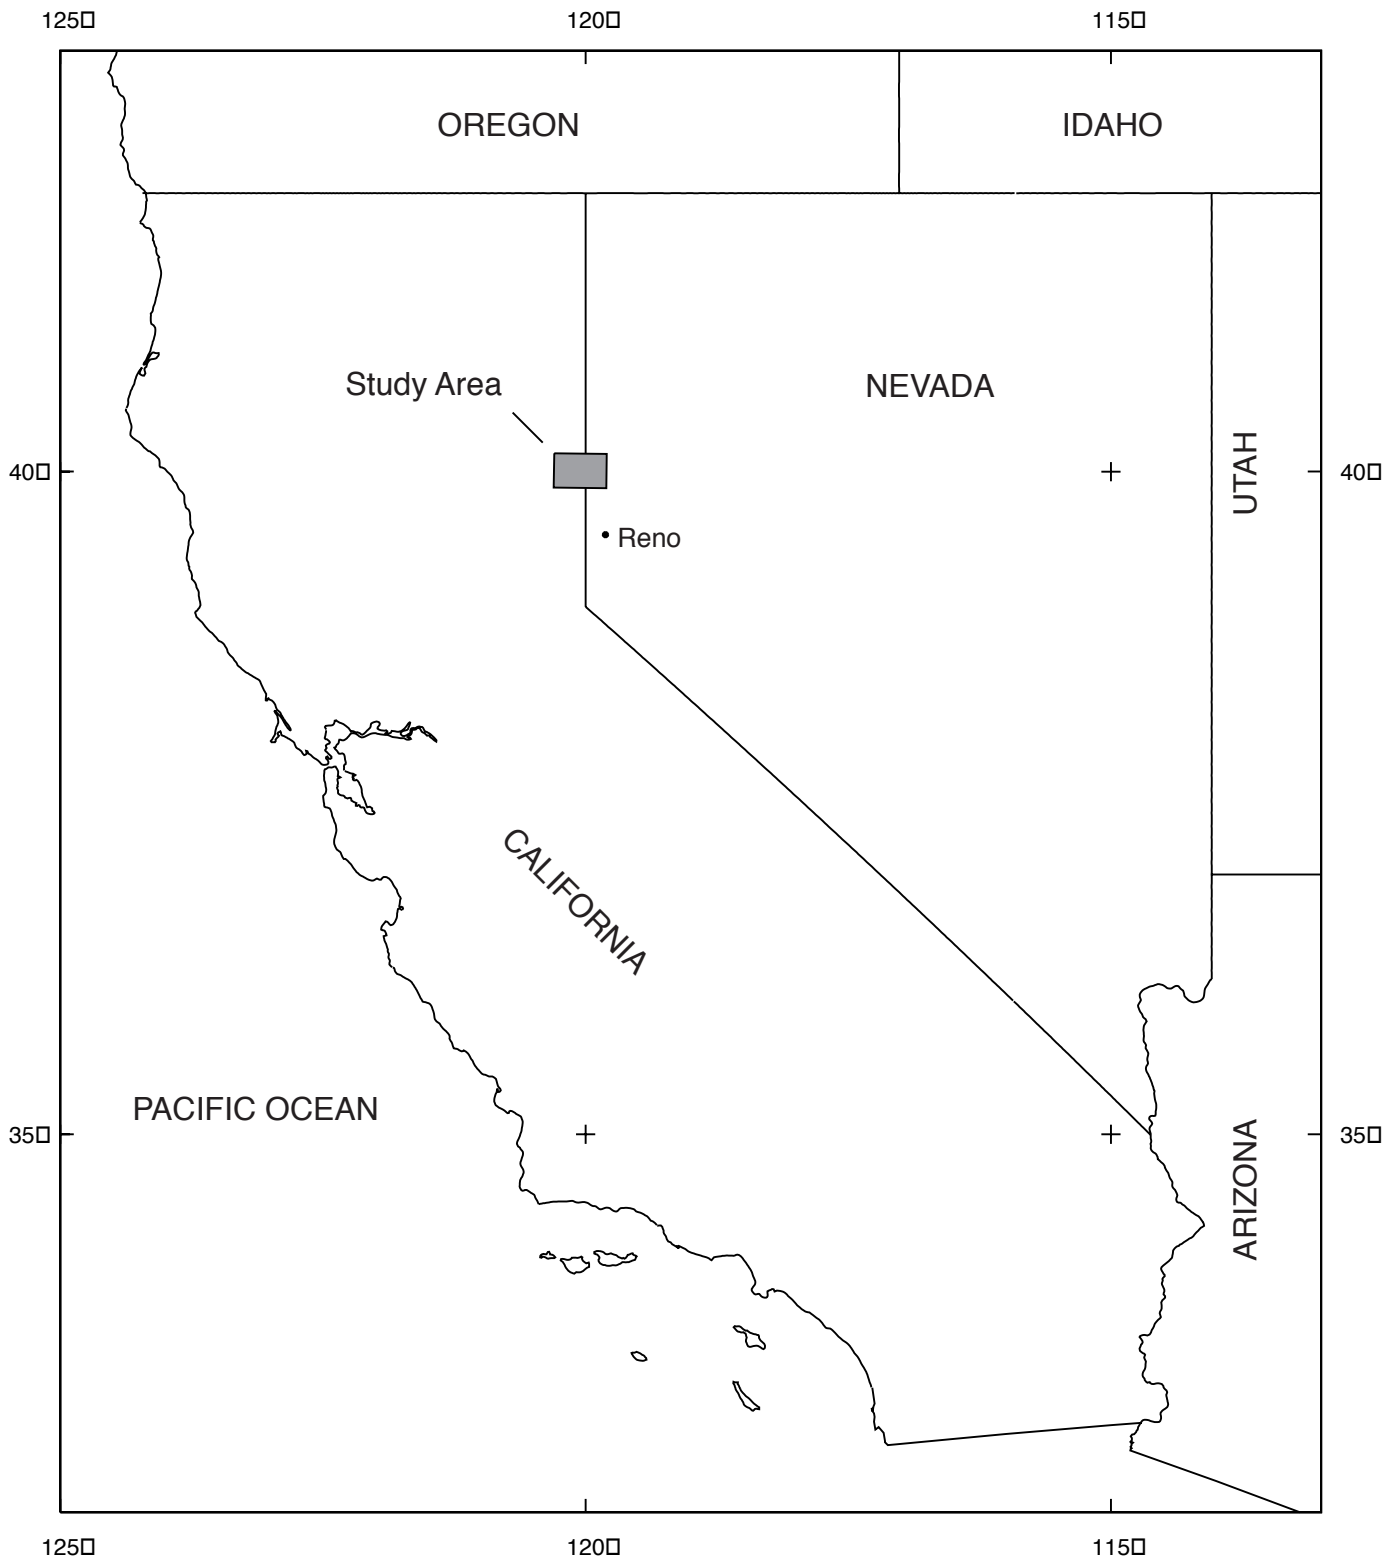 125▯ 120▯ 115▯
OREGON IDAHO
Study Area NEVADA
40▯ 40▯
UTAH
Reno
CALIFORNIA
PACIFIC OCEAN
35▯ 35▯
ARIZONA
125▯ 120▯ 115▯